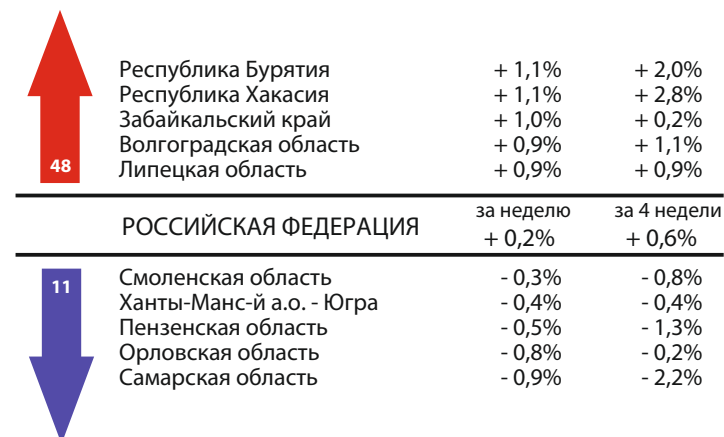 Республика Бурятия + 1,1% + 2,0%
Республика Хакасия + 1,1% + 2,8%
Забайкальский край + 1,0% + 0,2%
Волгоградская область + 0,9% + 1,1%
48 Липецкая область + 0,9% + 0,9%
за неделю за 4 недели
РОССИЙСКАЯ ФЕДЕРАЦИЯ + 0,2% + 0,6%
11 Смоленская область - 0,3% - 0,8%
Ханты-Манс-й а.о. - Югра - 0,4% - 0,4%
Пензенская область - 0,5% - 1,3%
Орловская область - 0,8% - 0,2%
Самарская область - 0,9% - 2,2%